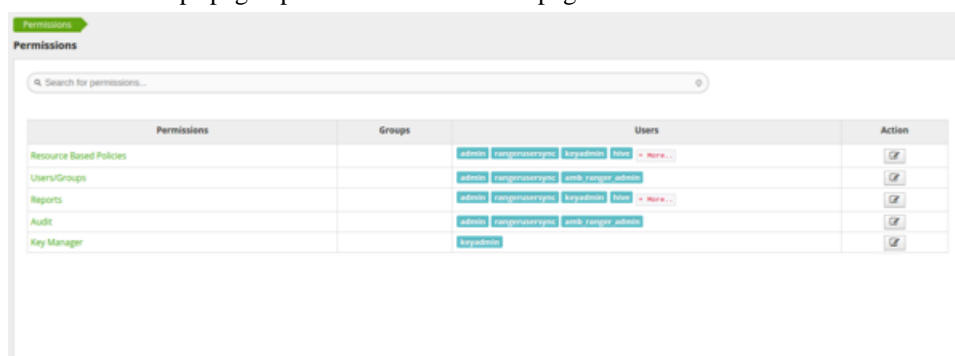 Permissions
Permissions
Search for permissions...
Permissions Groups Users Action
Resource Based Policies admin rangerusersync keyadmin hive + More..
Users/Groups admin rangerusersync amb_ranger_admin
Reports admin rangerusersync keyadmin hive + More..
Audit admin rangerusersync amb_ranger_admin
Key Manager keyadmin